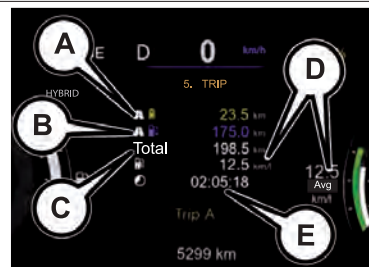 A
E D 0 km/h
D
5. TRIP
HYBRID
23.5 km
B
175.0 km
Total 198.5 km
12.5 km/l
12.5
Avg
km/l
02:05:18
C
Trip A
E
5299 km